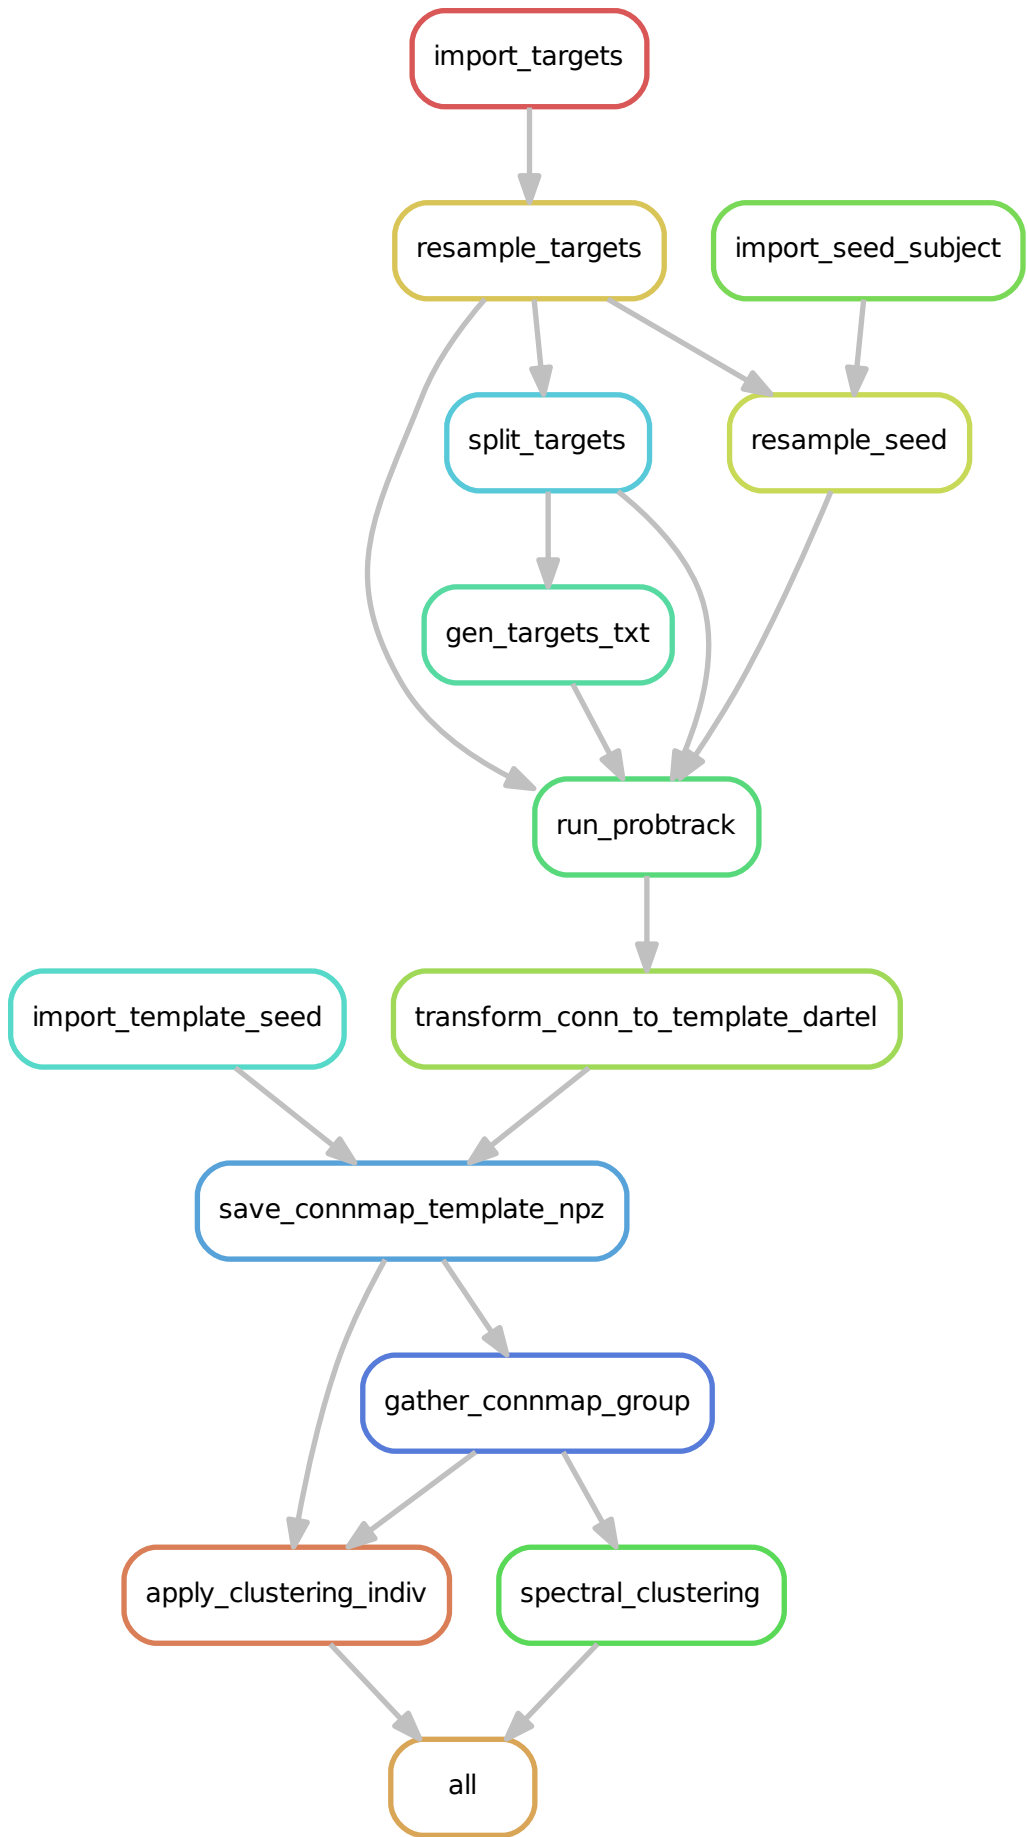 import_targets
resample_targets
import_seed_subject
split_targets
resample_seed
gen_targets_txt
run_probtrack
import_template_seed
transform_conn_to_template_dartel
save_connmap_template_npz
gather_connmap_group
apply_clustering_indiv
spectral_clustering
all